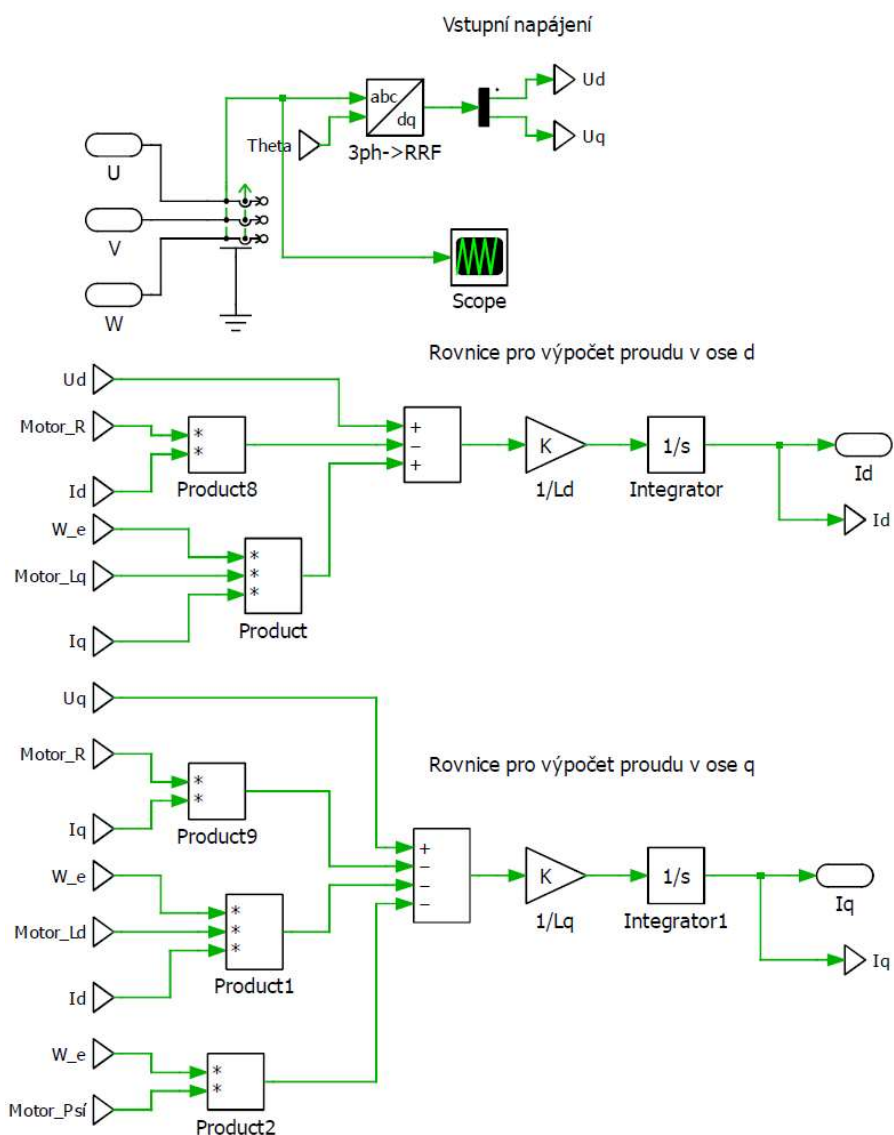 Vstupní napájení
abc
dq
Ud
Uq
Theta
3ph->RRF
U
V
W
Scope
Rovnice pro výpočet proudu v ose d
Ud
Motor_R
*
*
Id
Product8
+
−
+
K
1/Ld
1/s
Integrator
Id
Id
W_e
Motor_Lq
*
*
*
Iq
Product
Uq
Rovnice pro výpočet proudu v ose q
Motor_R
*
*
Iq
Product9
+
−
−
−
K
1/Lq
1/s
Integrator1
Iq
Iq
W_e
Motor_Ld
*
*
*
Id
Product1
W_e
*
*
Motor_Psí
Product2